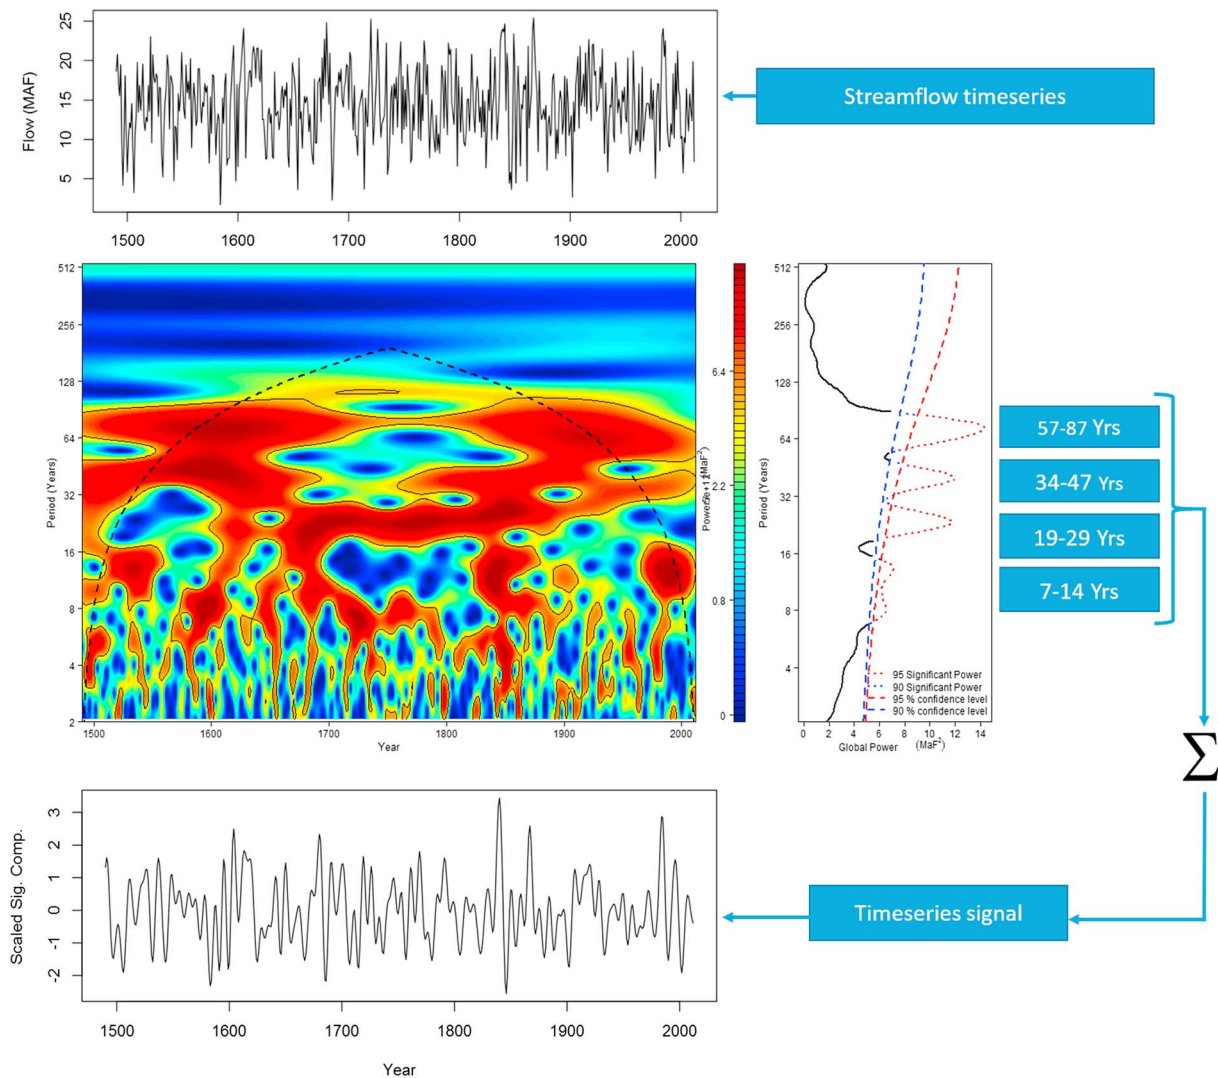 25
20
15
10
5
Flow (MAF)
1500 1600 1700 1800 1900 2000
Streamflow timeseries
512
256
128
64
32
16
8
4
2
Period (Years)
1500 1600 1700 1800 1900 2000
Year
6.4
2.2
0.8
0
(MaF²)
512
256
128
64
32
16
8
4
Period (Years)
95 Significant Power
90 Significant Power
95 % confidence level
90 % confidence level
0 2 4 6 8 10 12 14
Global Power (MaF²)
57-87 Yrs
34-47 Yrs
19-29 Yrs
7-14 Yrs
Σ
3
2
1
0
-1
-2
Scaled Sig. Comp.
1500 1600 1700 1800 1900 2000
Year
Timeseries signal